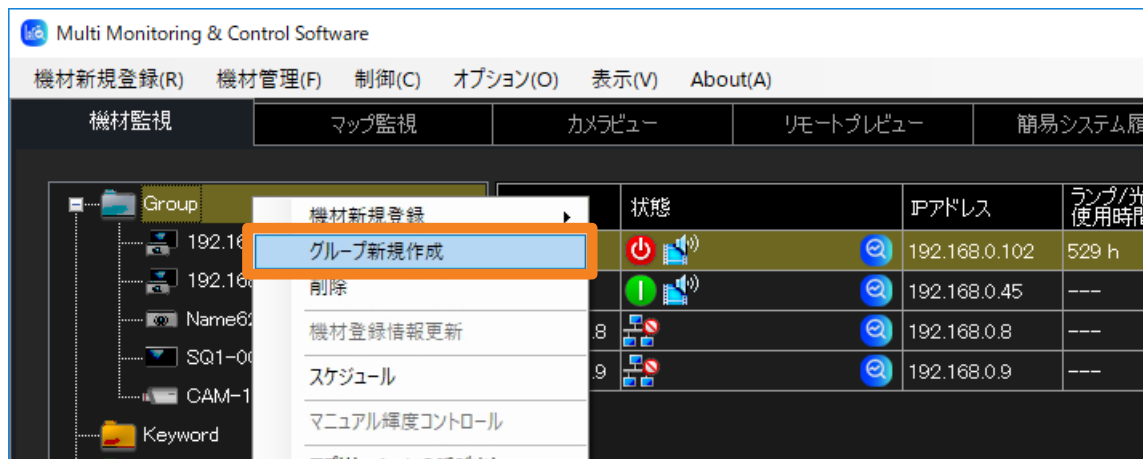 Multi Monitoring & Control Software
機材新規登録(R) 機材管理(F) 制御(C) オプション(O) 表示(V) About(A)
機材監視 マップ監視 カメラビュー リモートプレビュー 簡易システム履
Group
機材新規登録
状態 IPアドレス ランプ/光
使用時間
192.16
グループ新規作成
192.168.0.102 529 h
192.168
削除
192.168.0.45 ---
Name62
機材登録情報更新
.8 192.168.0.8 ---
SQ1-00
スケジュール
.9 192.168.0.9 ---
CAM-1
マニュアル輝度コントロール
Keyword